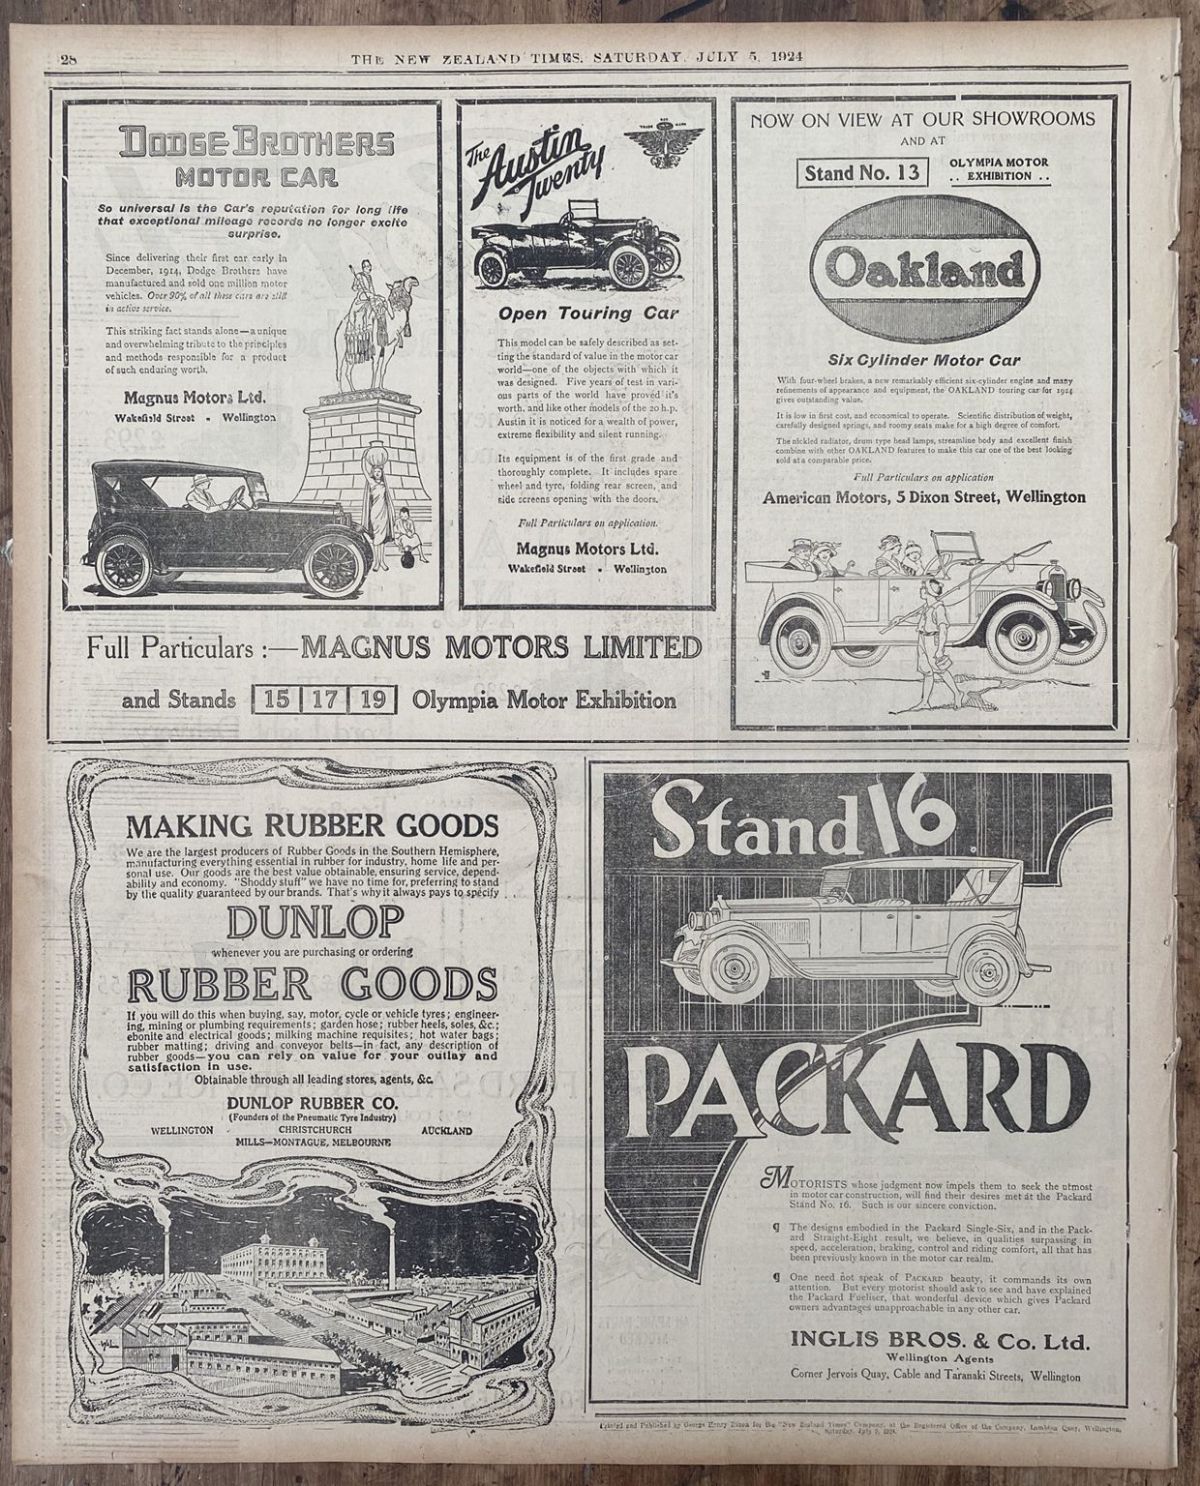 28
THE NEW ZEALAND TIMES, SATURDAY, JULY 5, 1924
DODGE BROTHERS
MOTOR CAR
So universal is the Car's reputation for long life
that exceptional mileage records no longer excite
surprise.
Since delivering their first car early in
December, 1914, Dodge Brothers have
manufactured and sold one million motor
vehicles. Over 90% of all these cars are still
in active service.
This striking fact stands alone—a unique
and overwhelming tribute to the principles
and methods responsible for a product
of such enduring worth.
Magnus Motors Ltd.
Wakefield Street - Wellington
The Austin
Twenty
Open Touring Car
This model can be safely described as set-
ting the standard of value in the motor car
world—one of the objects with which it
was designed. Five years of test in vari-
ous parts of the world have proved it's
worth, and like other models of the 20 h.p.
Austin it is noticed for a wealth of power,
extreme flexibility and silent running.
Its equipment is of the first grade and
thoroughly complete. It includes spare
wheel and tyre, folding rear screen, and
side screens opening with the doors.
Full Particulars on application.
Magnus Motors Ltd.
Wakefield Street - Wellington
Full Particulars :—MAGNUS MOTORS LIMITED
and Stands 15 | 17 | 19 Olympia Motor Exhibition
NOW ON VIEW AT OUR SHOWROOMS
AND AT
Stand No. 13
OLYMPIA MOTOR
.. EXHIBITION ..
Oakland
Six Cylinder Motor Car
With four-wheel brakes, a new remarkably efficient six-cylinder engine and many
refinements of appearance and equipment, the OAKLAND touring car for 1924
gives outstanding value.
It is low in first cost, and economical to operate. Scientific distribution of weight,
carefully designed springs, and roomy seats make for a high degree of comfort.
The nickled radiator, drum type head lamps, streamline body and excellent finish
combine with other OAKLAND features to make this car one of the best looking
sold at a comparable price.
Full Particulars on application
American Motors, 5 Dixon Street, Wellington
MAKING RUBBER GOODS
We are the largest producers of Rubber Goods in the Southern Hemisphere,
manufacturing everything essential in rubber for industry, home life and per-
sonal use. Our goods are the best value obtainable, ensuring service, depend-
ability and economy. "Shoddy stuff" we have no time for, preferring to stand
by the quality guaranteed by our brands. That's why it always pays to specify
DUNLOP
whenever you are purchasing or ordering
RUBBER GOODS
If you will do this when buying, say, motor, cycle or vehicle tyres; engineer-
ing, mining or plumbing requirements; garden hose; rubber heels, soles, &c.;
ebonite and electrical goods; milking machine requisites; hot water bags;
rubber matting; driving and conveyor belts—in fact, any description of
rubber goods—you can rely on value for your outlay and
satisfaction in use.
Obtainable through all leading stores, agents, &c.
DUNLOP RUBBER CO.
(Founders of the Pneumatic Tyre Industry)
WELLINGTON - CHRISTCHURCH AUCKLAND
MILLS—MONTAGUE, MELBOURNE
Stand 16
PACKARD
MOTORISTS whose judgment now impels them to seek the utmost
in motor car construction, will find their desires met at the Packard
Stand No. 16. Such is our sincere conviction.
¶ The designs embodied in the Packard Single-Six, and in the Pack-
ard Straight-Eight result, we believe, in qualities surpassing in
speed, acceleration, braking, control and riding comfort, all that has
been previously known in the motor car realm.
¶ One need not speak of PACKARD beauty, it commands its own
attention. But every motorist should ask to see and have explained
the Packard Fueliser, that wonderful device which gives Packard
owners advantages unapproachable in any other car.
INGLIS BROS. & Co. Ltd.
Wellington Agents
Corner Jervois Quay, Cable and Taranaki Streets, Wellington
Printed and Published by George Henry for the "New Zealand Times" Company, at the Registered Office of the Company, Lambton Quay, Wellington,
Saturday, July 5, 1924.